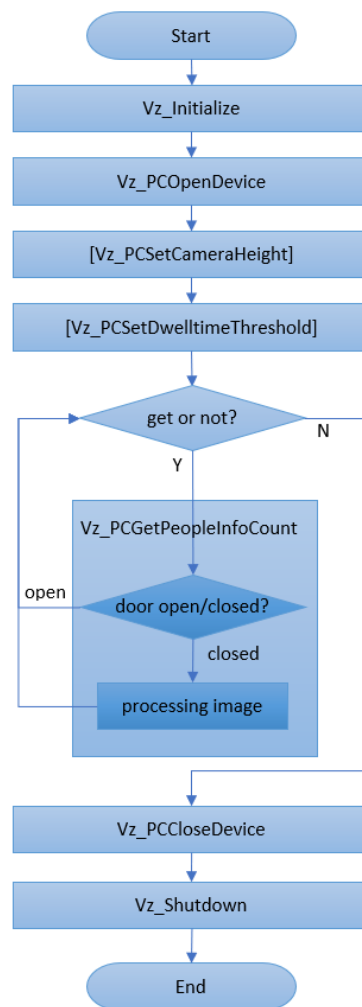 Start
Vz_Initialize
Vz_PCOpenDevice
[Vz_PCSetCameraHeight]
[Vz_PCSetDwelltimeThreshold]
get or not?
N
Y
Vz_PCGetPeopleInfoCount
open
door open/closed?
closed
processing image
Vz_PCCloseDevice
Vz_Shutdown
End